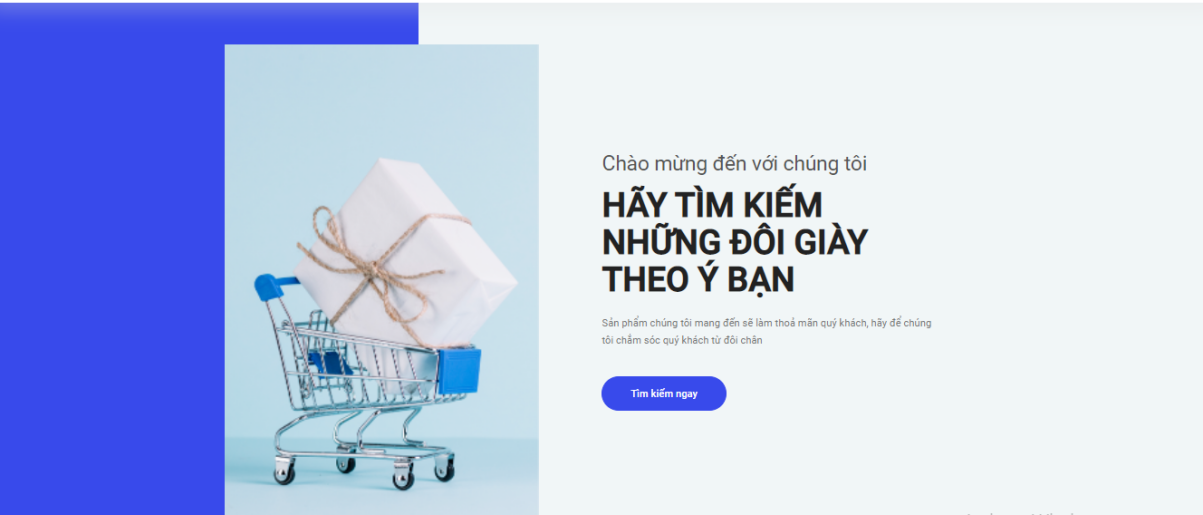 Chào mừng đến với chúng tôi
HÃY TÌM KIẾM
NHỮNG ĐÔI GIÀY
THEO Ý BẠN
Sản phẩm chúng tôi mang đến sẽ làm thoả mãn quý khách, hãy để chúng
tôi chằm sóc quý khách từ đôi chân
Tìm kiếm ngay